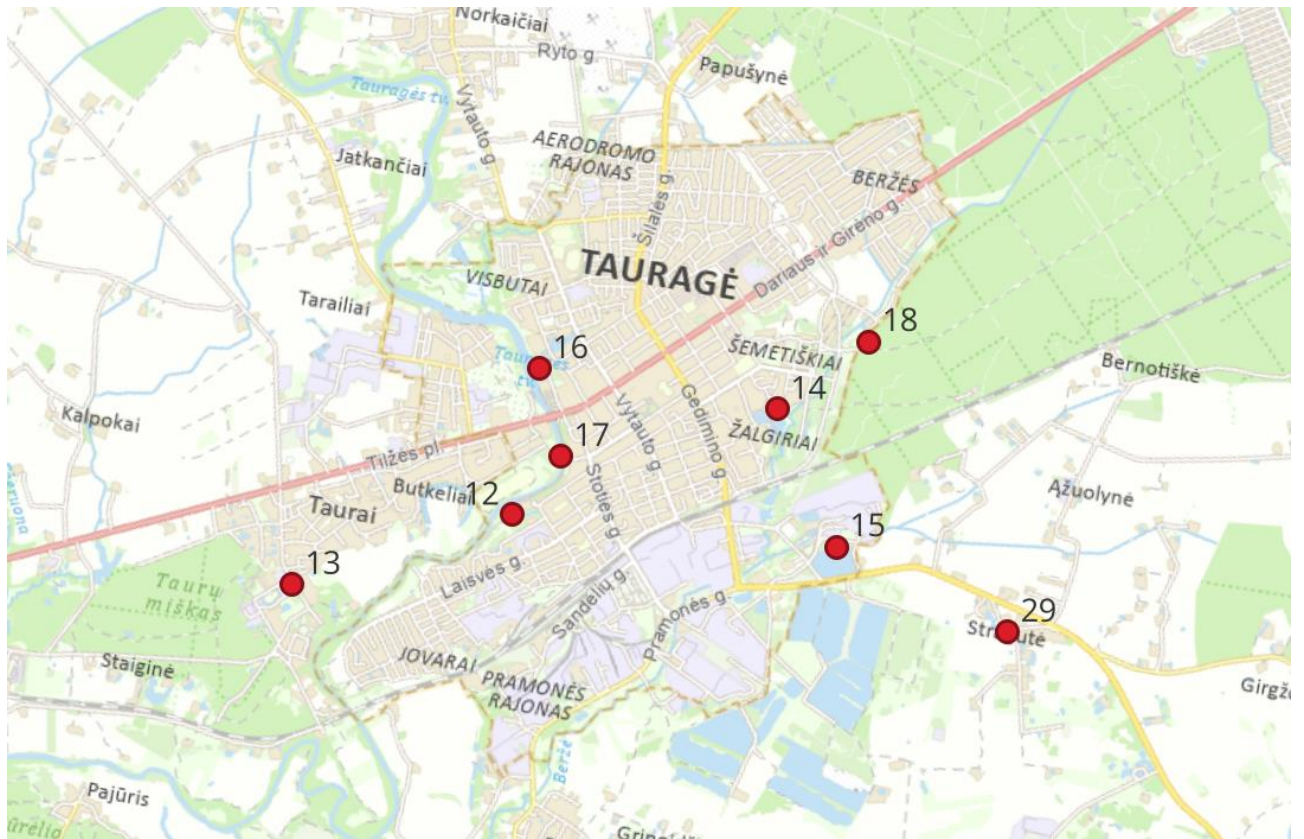 Norkaičiai
Ryto g.
Papušynė
Tauragės tv.
Vytauto g.
AERODROMO
RAJONAS
Jatkančiai
BERŽĖS
Šilalės g.
Dariaus ir Girėno g.
VISBUTAI
TAURAGĖ
Tarailiai
18
16
ŠEMETIŠKIAI
Bernotiškė
14
Kalpokai
Vytauto g.
Gedimino g.
ŽALGIRIAI
17
Tilžės pl.
Butkeliai
12
Stoties g.
Taurai
Ąžuolynė
15
13
Laisvės g.
Taurų
miškas
Sandėlių g.
Pramonės g.
29
Staiginė
JOVARAI
PRAMONĖS
RAJONAS
Beržė
Pajūris